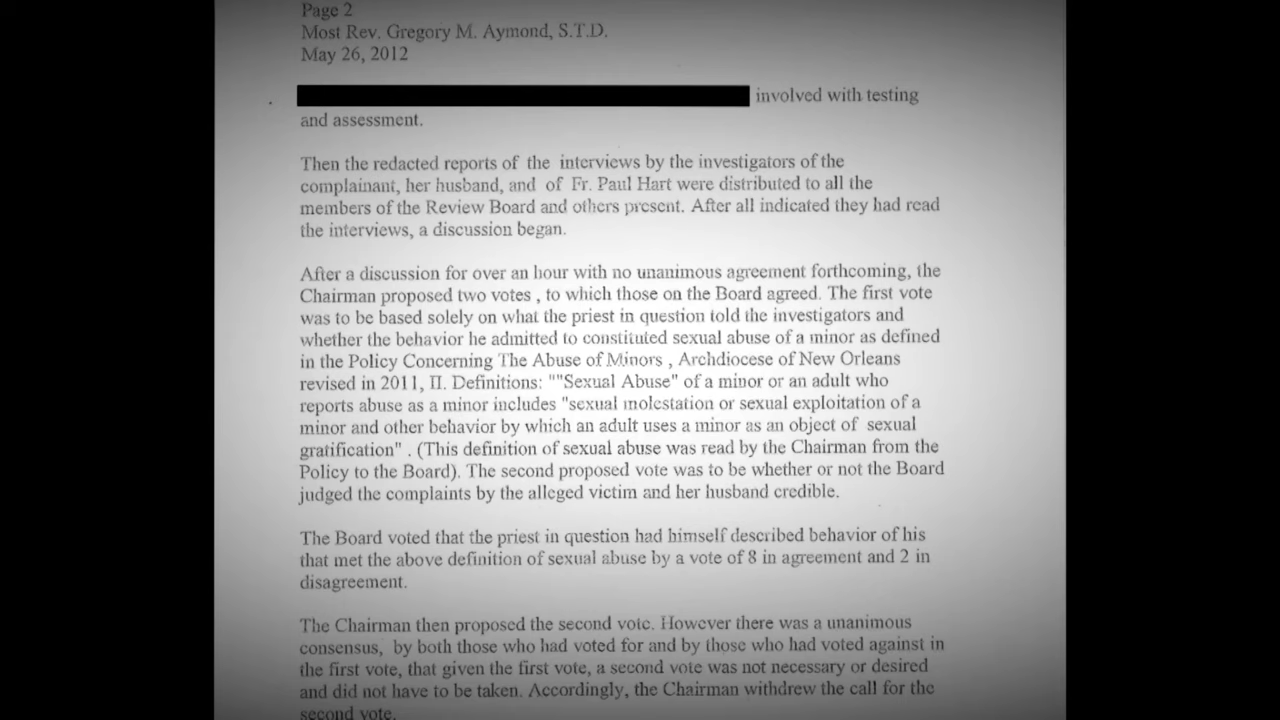 Page 2
Most Rev. Gregory M. Aymond, S.T.D.
May 26, 2012
involved with testing
and assessment.
Then the redacted reports of the interviews by the investigators of the
complainant, her husband, and of Fr. Paul Hart were distributed to all the
members of the Review Board and others present. After all indicated they had read
the interviews, a discussion began.
After a discussion for over an hour with no unanimous agreement forthcoming, the
Chairman proposed two votes , to which those on the Board agreed. The first vote
was to be based solely on what the priest in question told the investigators and
whether the behavior he admitted to constituted sexual abuse of a minor as defined
in the Policy Concerning The Abuse of Minors , Archdiocese of New Orleans
revised in 2011, II. Definitions: ""Sexual Abuse" of a minor or an adult who
reports abuse as a minor includes "sexual molestation or sexual exploitation of a
minor and other behavior by which an adult uses a minor as an object of sexual
gratification" . (This definition of sexual abuse was read by the Chairman from the
Policy to the Board). The second proposed vote was to be whether or not the Board
judged the complaints by the alleged victim and her husband credible.
The Board voted that the priest in question had himself described behavior of his
that met the above definition of sexual abuse by a vote of 8 in agreement and 2 in
disagreement.
The Chairman then proposed the second vote. However there was a unanimous
consensus, by both those who had voted for and by those who had voted against in
the first vote, that given the first vote, a second vote was not necessary or desired
and did not have to be taken. Accordingly, the Chairman withdrew the call for the
second vote.